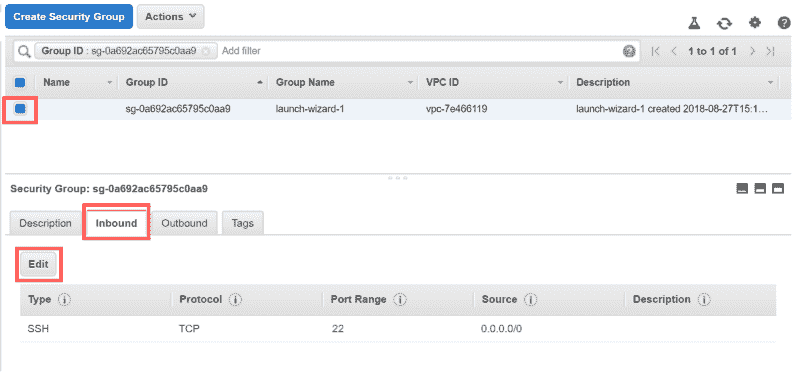 Create Security Group Actions
Group ID : sg-0a692ac65795c0aa9 Add filter 1 to 1 of 1
Name Group ID Group Name VPC ID Description
sg-0a692ac65795c0aa9 launch-wizard-1 vpc-7e466119 launch-wizard-1 created 2018-08-27T15:1...
Security Group: sg-0a692ac65795c0aa9
Description Inbound Outbound Tags
Edit
Type Protocol Port Range Source Description
SSH TCP 22 0.0.0.0/0